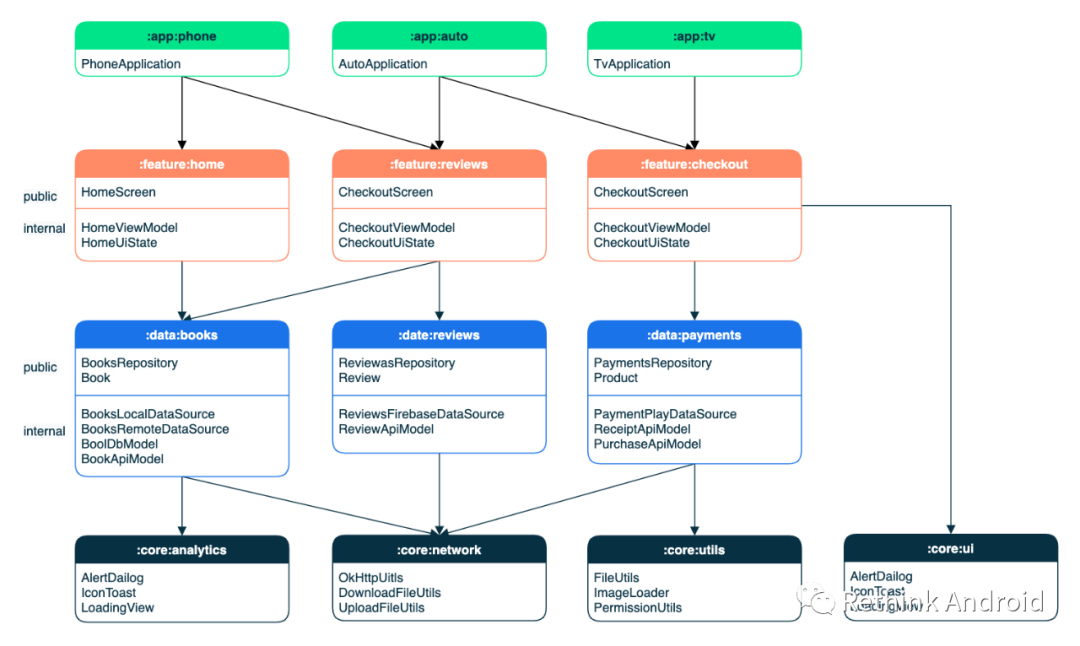 :app:phone
PhoneApplication
:app:auto
AutoApplication
:app:tv
TvApplication
public
internal
:feature:home
HomeScreen
HomeViewModel
HomeUiState
:feature:reviews
CheckoutScreen
CheckoutViewModel
CheckoutUiState
:feature:checkout
CheckoutScreen
CheckoutViewModel
CheckoutUiState
public
internal
:data:books
BooksRepository
Book
BooksLocalDataSource
BooksRemoteDataSource
BoolDbModel
BookApiModel
:date:reviews
ReviewasRepository
Review
ReviewsFirebaseDataSource
ReviewApiModel
:data:payments
PaymentsRepository
Product
PaymentPlayDataSource
ReceiptApiModel
PurchaseApiModel
:core:analytics
AlertDailog
IconToast
LoadingView
:core:network
OkHttpUitls
DownloadFileUtils
UploadFileUtils
:core:utils
FileUtils
ImageLoader
PermissionUtils
:core:ui
AlertDailog
IconToast
Rethink Android